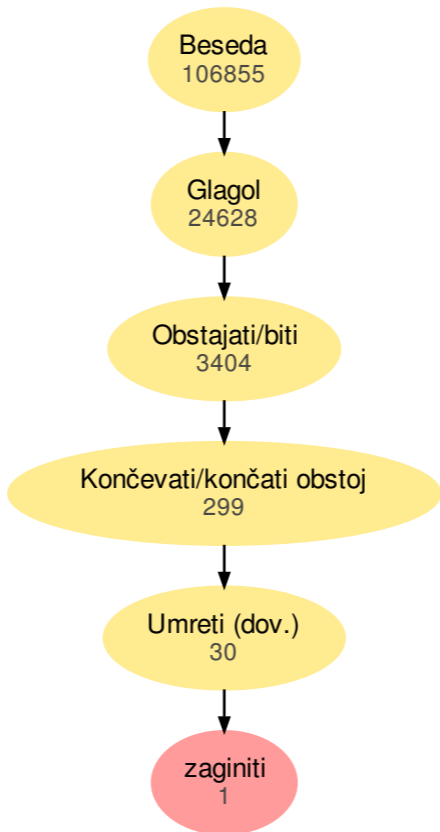 Beseda
106855
Glagol
24628
Obstajati/biti
3404
Končevati/končati obstoj
299
Umreti (dov.)
30
zaginiti
1